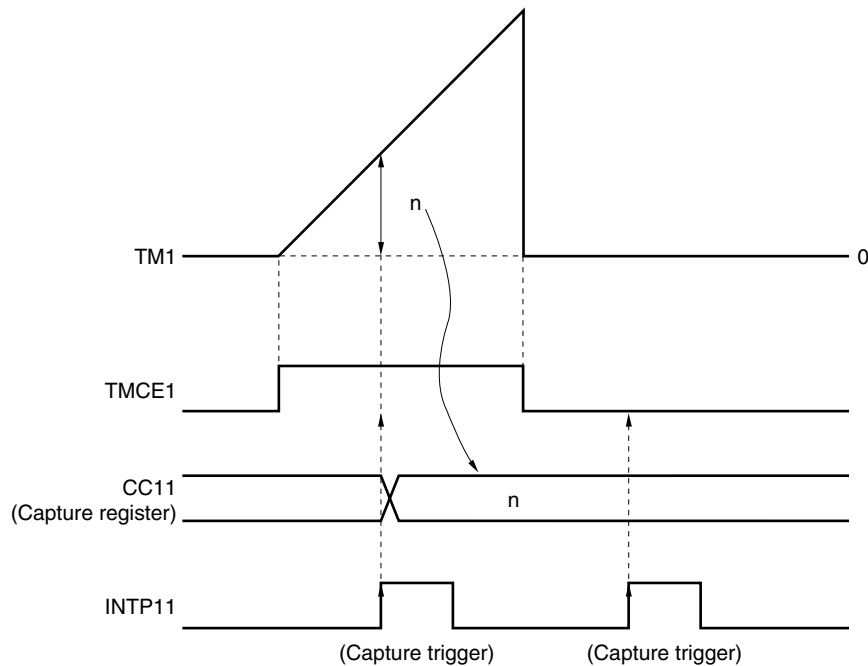 n
TM1
0
TMCE1
CC11
(Capture register)
n
INTP11
(Capture trigger)
(Capture trigger)